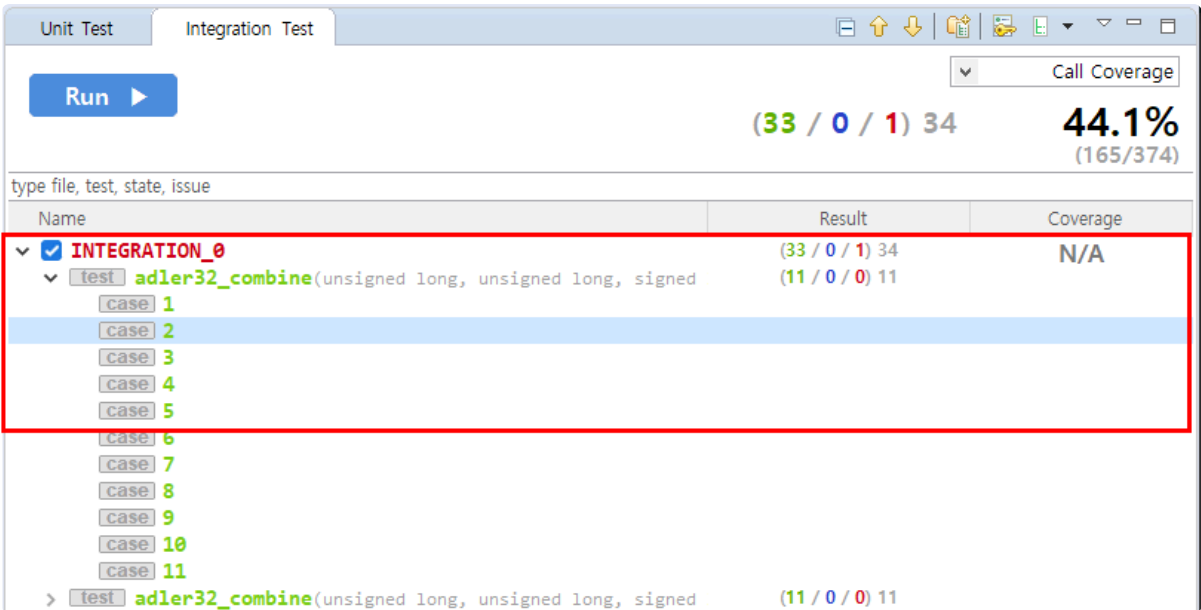 Unit Test Integration Test
Call Coverage
Run
(33 / 0 / 1) 34 44.1%
(165/374)
type file, test, state, issue
Name Result Coverage
INTEGRATION_0 (33 / 0 / 1) 34 N/A
test adler32_combine(unsigned long, unsigned long, signed (11 / 0 / 0) 11
case 1
case 2
case 3
case 4
case 5
case 6
case 7
case 8
case 9
case 10
case 11
test adler32_combine(unsigned long, unsigned long, signed (11 / 0 / 0) 11